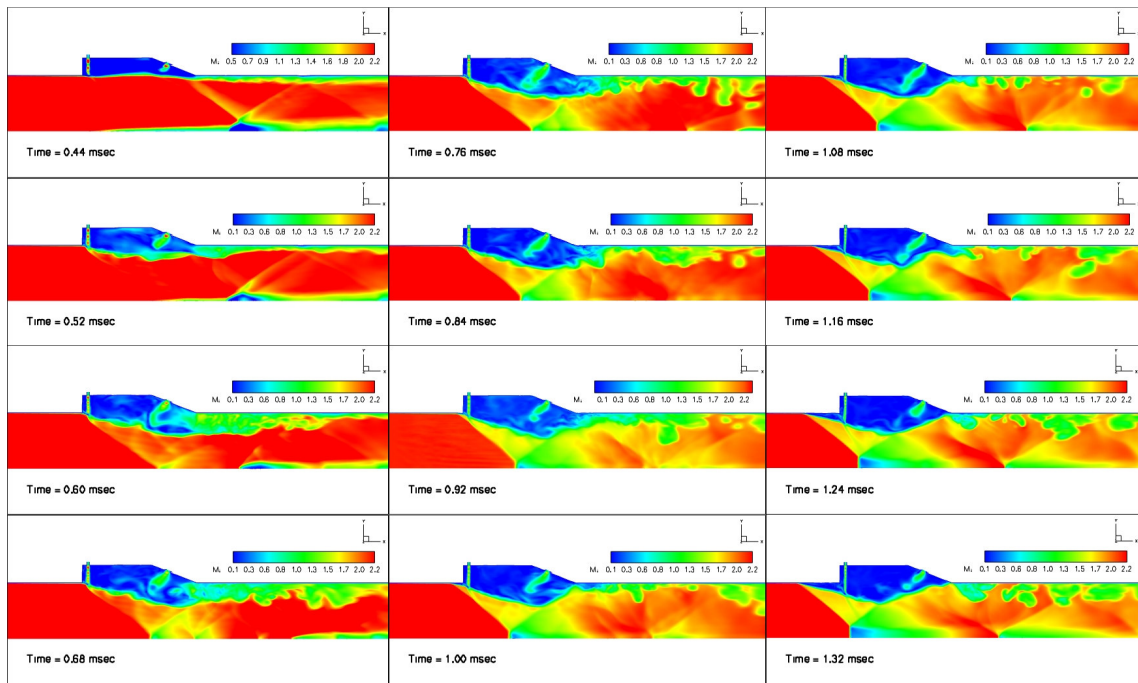 Y
X
M: 0.5 0.7 0.9 1.1 1.3 1.4 1.6 1.8 2.0 2.2
Time = 0.44 msec
Y
X
M: 0.1 0.3 0.6 0.8 1.0 1.3 1.5 1.7 2.0 2.2
Time = 0.52 msec
Y
X
M: 0.1 0.3 0.6 0.8 1.0 1.3 1.5 1.7 2.0 2.2
Time = 0.60 msec
Y
X
M: 0.1 0.3 0.6 0.8 1.0 1.3 1.5 1.7 2.0 2.2
Time = 0.68 msec
Y
X
M: 0.1 0.3 0.6 0.8 1.0 1.3 1.5 1.7 2.0 2.2
Time = 0.76 msec
Y
X
M: 0.1 0.3 0.6 0.8 1.0 1.3 1.5 1.7 2.0 2.2
Time = 0.84 msec
Y
X
M: 0.1 0.3 0.6 0.8 1.0 1.3 1.5 1.7 2.0 2.2
Time = 0.92 msec
Y
X
M: 0.1 0.3 0.6 0.8 1.0 1.3 1.5 1.7 2.0 2.2
Time = 1.00 msec
Y
X
M: 0.1 0.3 0.6 0.8 1.0 1.3 1.5 1.7 2.0 2.2
Time = 1.08 msec
Y
X
M: 0.1 0.3 0.6 0.8 1.0 1.3 1.5 1.7 2.0 2.2
Time = 1.16 msec
Y
X
M: 0.1 0.3 0.6 0.8 1.0 1.3 1.5 1.7 2.0 2.2
Time = 1.24 msec
Y
X
M: 0.1 0.3 0.6 0.8 1.0 1.3 1.5 1.7 2.0 2.2
Time = 1.32 msec